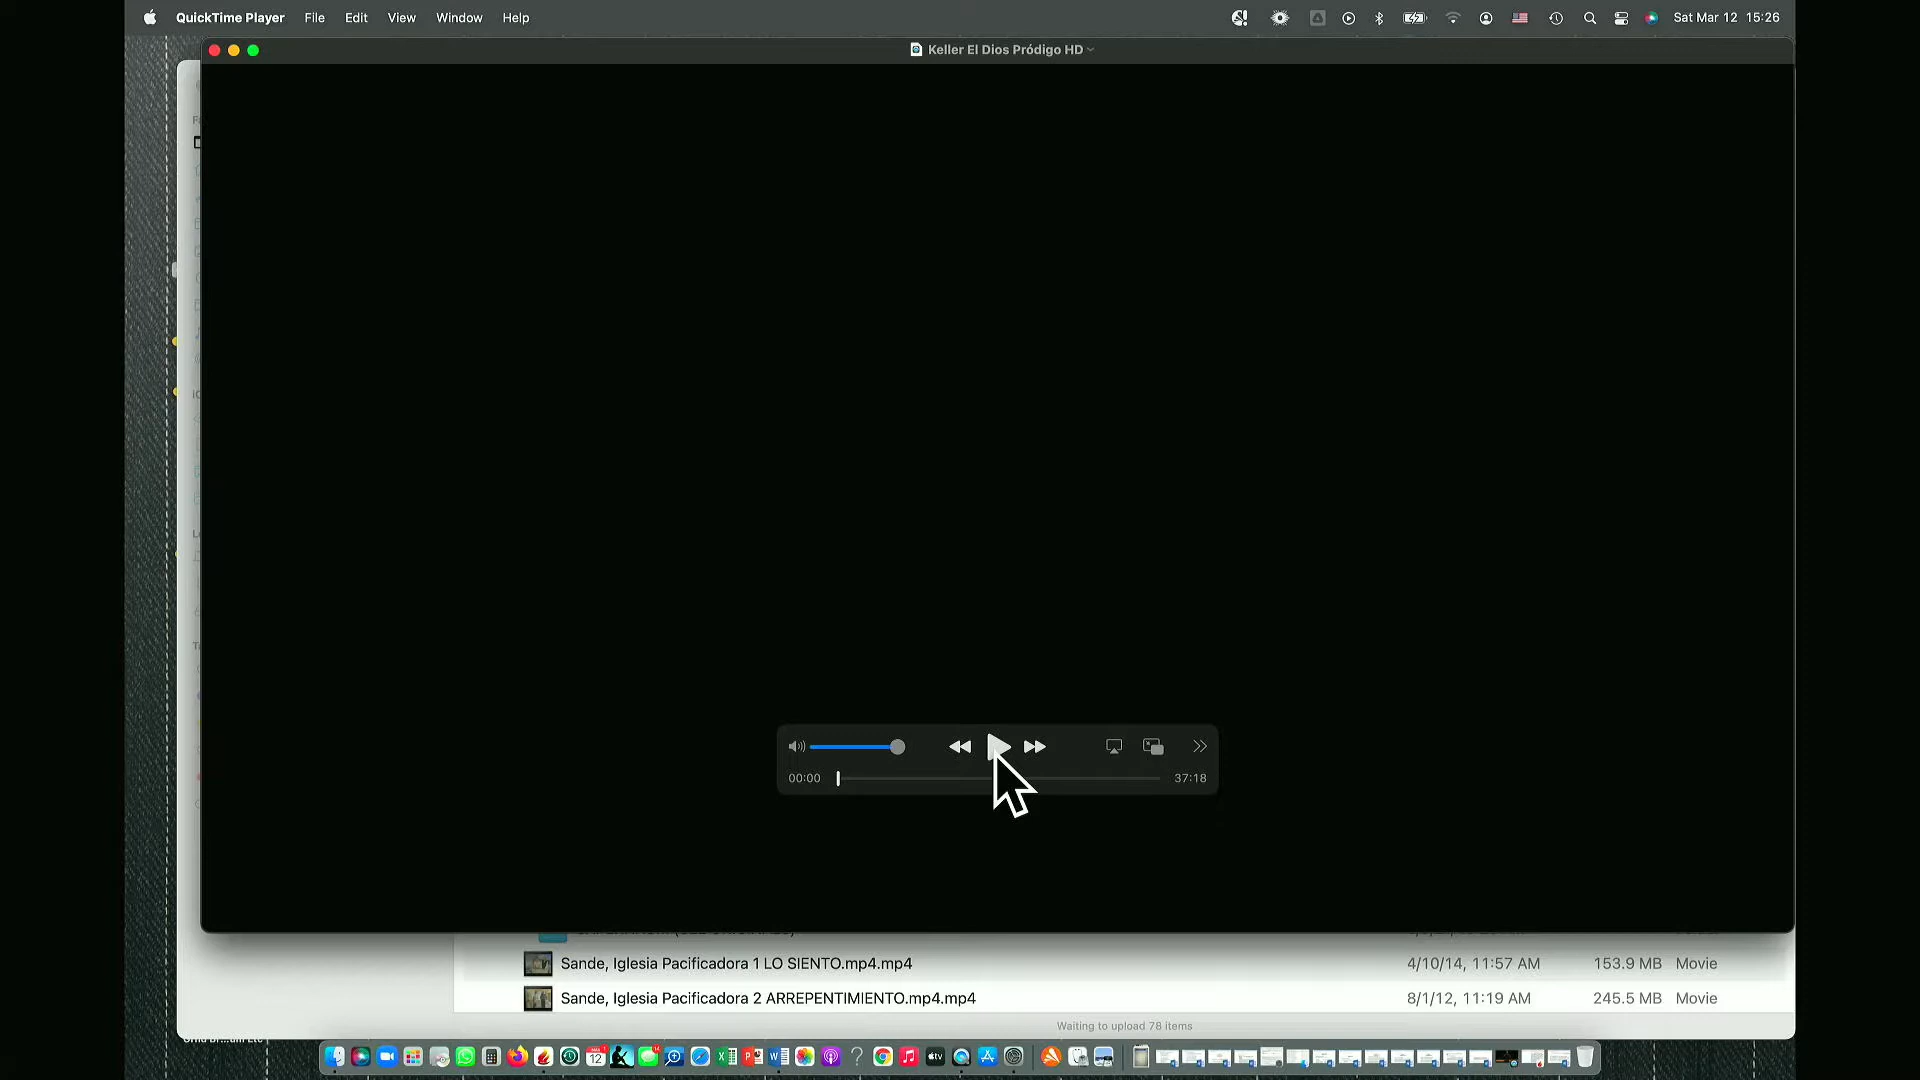 QuickTime Player File Edit View Window Help Sat Mar 12 15:26
Keller El Dios Pródigo HD
00:00 37:18
Sande, Iglesia Pacificadora 1 LO SIENTO.mp4.mp4 4/10/14, 11:57 AM 153.9 MB Movie
Sande, Iglesia Pacificadora 2 ARREPENTIMIENTO.mp4.mp4 8/1/12, 11:19 AM 245.5 MB Movie
Waiting to upload 78 items
12
tv